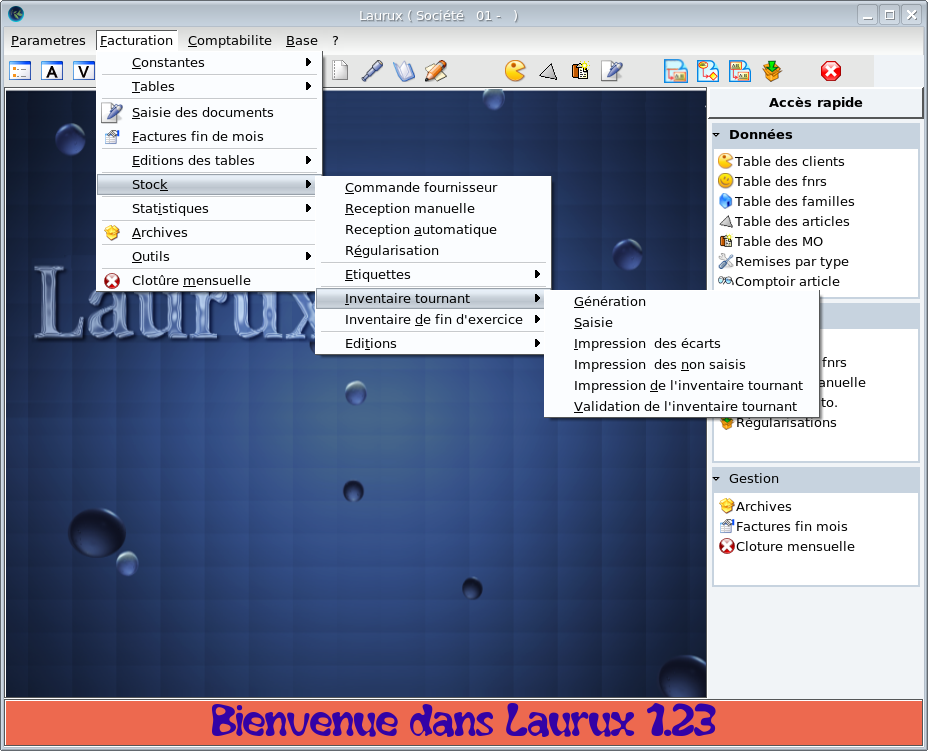 Laurux ( Société 01 - )
Parametres Facturation Comptabilite Base ?
A V
Constantes
Tables
Saisie des documents
Factures fin de mois
Editions des tables
Stock
Statistiques
Archives
Outils
Clotûre mensuelle
Commande fournisseur
Reception manuelle
Reception automatique
Régularisation
Etiquettes
Inventaire tournant
Inventaire de fin d'exercice
Editions
Génération
Saisie
Impression des écarts
Impression des non saisis
Impression de l'inventaire tournant
Validation de l'inventaire tournant
Laurux
Accès rapide
Données
Table des clients
Table des fnrs
Table des familles
Table des articles
Table des MO
Remises par type
Comptoir article
fnrs
anuelle
to.
Regularisations
Gestion
Archives
Factures fin mois
Cloture mensuelle
Bienvenue dans Laurux 1.23